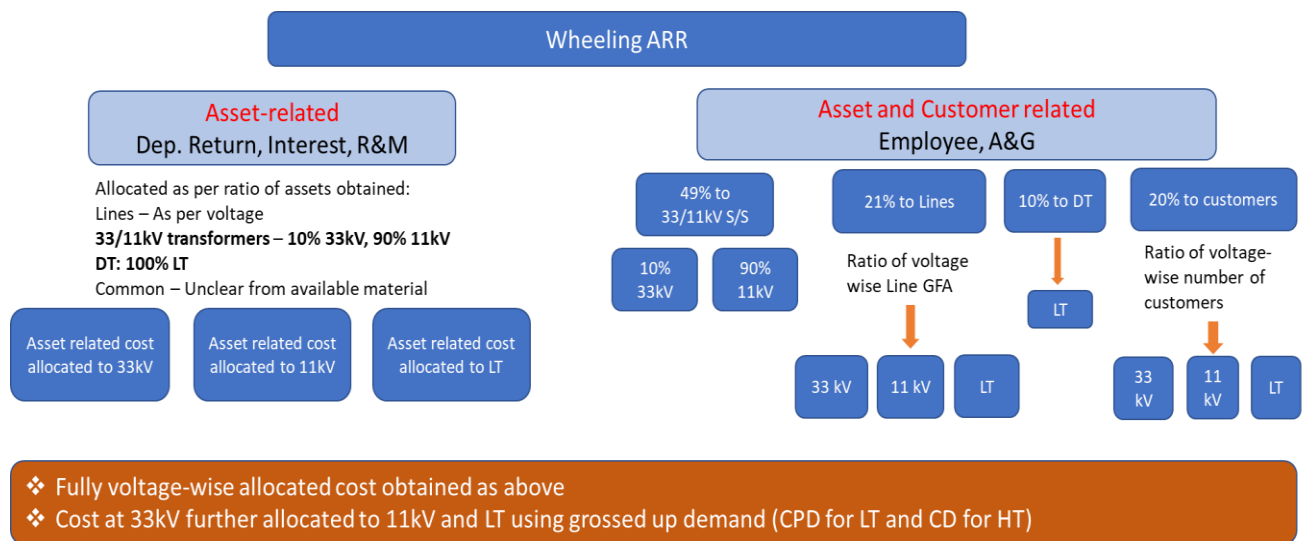 Wheeling ARR
Asset-related
Dep. Return, Interest, R&M
Allocated as per ratio of assets obtained:
Lines – As per voltage
33/11kV transformers – 10% 33kV, 90% 11kV
DT: 100% LT
Common – Unclear from available material
Asset related cost
allocated to 33kV
Asset related cost
allocated to 11kV
Asset related cost
allocated to LT
Asset and Customer related
Employee, A&G
49% to
33/11kV S/S
10%
33kV
90%
11kV
21% to Lines
Ratio of voltage
wise Line GFA
33 kV
11 kV
LT
10% to DT
LT
20% to customers
Ratio of voltage-
wise number of
customers
33
kV
11
kV
LT
❖ Fully voltage-wise allocated cost obtained as above
❖ Cost at 33kV further allocated to 11kV and LT using grossed up demand (CPD for LT and CD for HT)